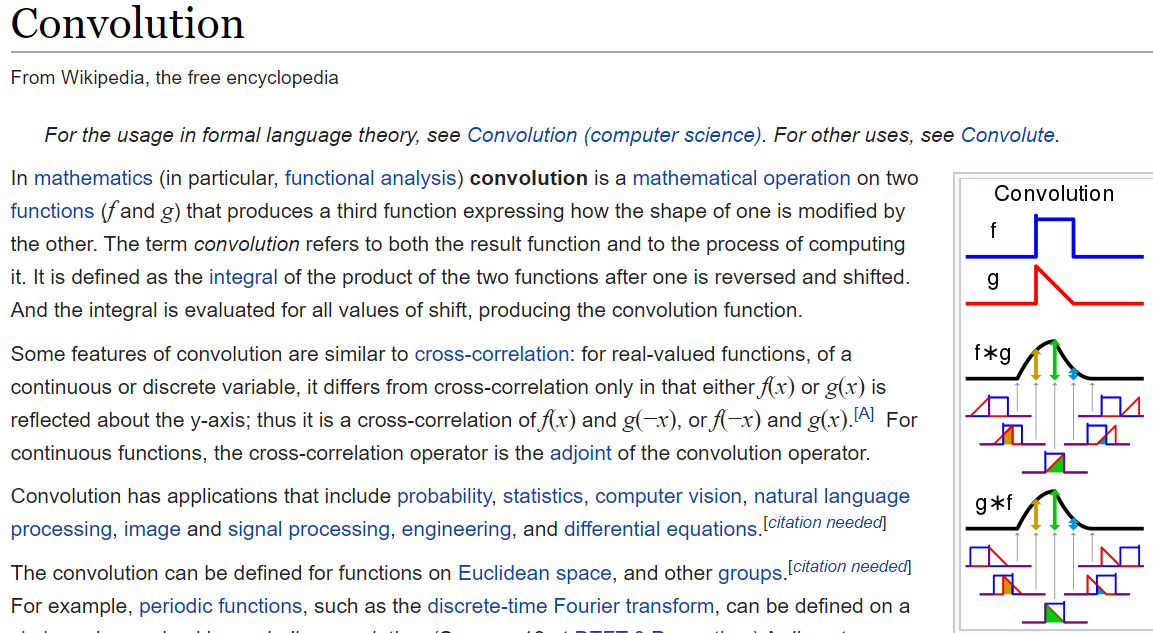 Convolution
From Wikipedia, the free encyclopedia
For the usage in formal language theory, see Convolution (computer science). For other uses, see Convolute.
In mathematics (in particular, functional analysis) convolution is a mathematical operation on two
functions (f and g) that produces a third function expressing how the shape of one is modified by
the other. The term convolution refers to both the result function and to the process of computing
it. It is defined as the integral of the product of the two functions after one is reversed and shifted.
And the integral is evaluated for all values of shift, producing the convolution function.
Some features of convolution are similar to cross-correlation: for real-valued functions, of a
continuous or discrete variable, it differs from cross-correlation only in that either f(x) or g(x) is
reflected about the y-axis; thus it is a cross-correlation of f(x) and g(−x), or f(−x) and g(x).[A] For
continuous functions, the cross-correlation operator is the adjoint of the convolution operator.
Convolution has applications that include probability, statistics, computer vision, natural language
processing, image and signal processing, engineering, and differential equations.[citation needed]
The convolution can be defined for functions on Euclidean space, and other groups.[citation needed]
For example, periodic functions, such as the discrete-time Fourier transform, can be defined on a
Convolution
f
g
f∗g
g∗f